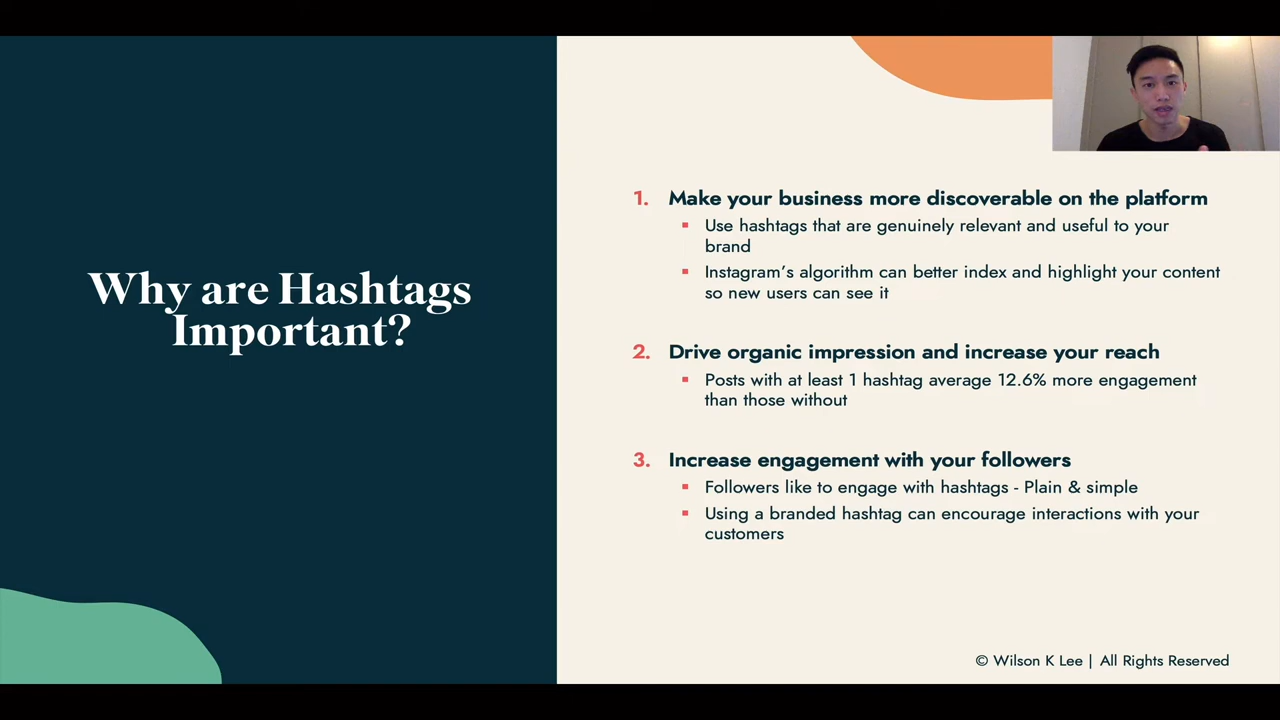 Why are Hashtags
Important?
1. Make your business more discoverable on the platform
▪ Use hashtags that are genuinely relevant and useful to your
brand
▪ Instagram's algorithm can better index and highlight your content
so new users can see it
2. Drive organic impression and increase your reach
▪ Posts with at least 1 hashtag average 12.6% more engagement
than those without
3. Increase engagement with your followers
▪ Followers like to engage with hashtags - Plain & simple
▪ Using a branded hashtag can encourage interactions with your
customers
© Wilson K Lee | All Rights Reserved